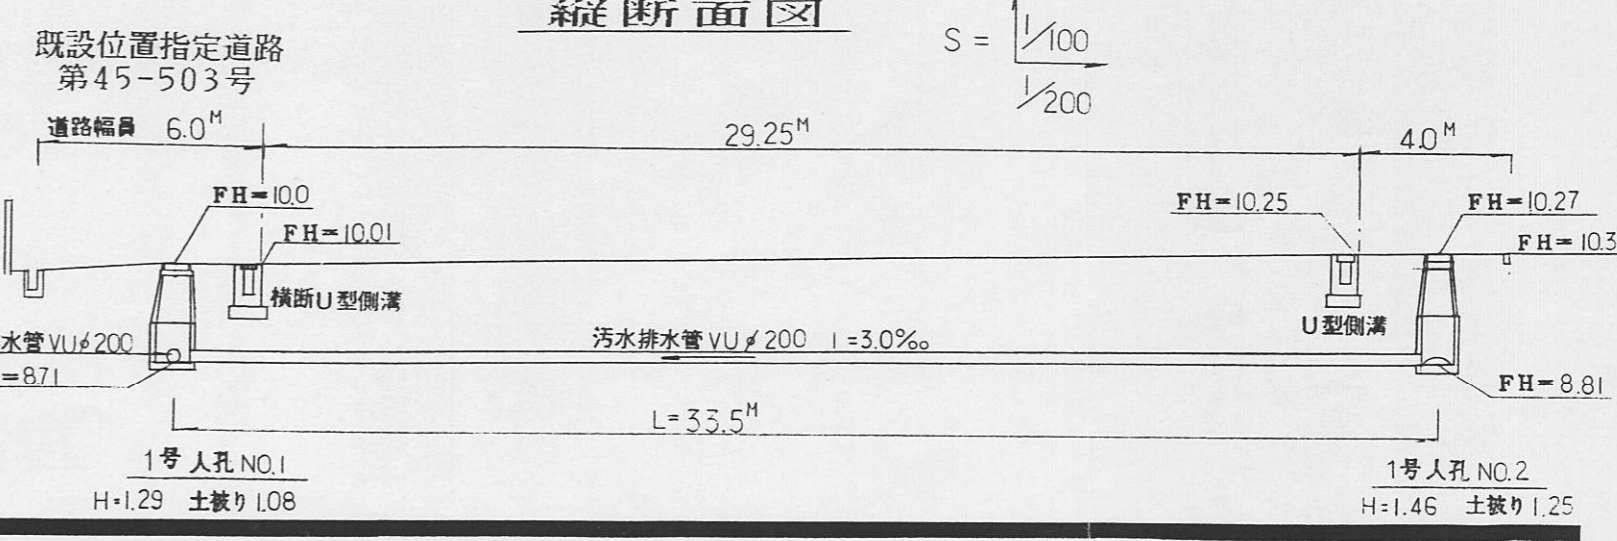 縦断面図
S = 1/100
1/200
既設位置指定道路
第45-503号
道路幅員 6.0M
29.25M
4.0M
FH=10.0
FH=10.01
FH=10.25
FH=10.27
FH=10.3
横断U型側溝
U型側溝
水管VUφ200
=8.71
汚水排水管VUφ200 I=3.0‰
FH=8.81
L=33.5M
1号人孔NO.1
H=1.29 土被り1.08
1号人孔NO.2
H=1.46 土被り1.25